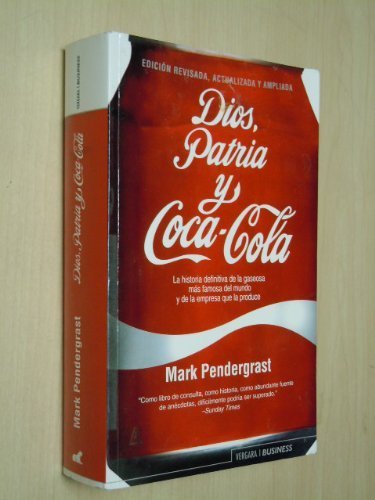 EDICIÓN REVISADA, ACTUALIZADA Y AMPLIADA
Dios,
Patria
y
Coca-Cola
La historia definitiva de la gaseosa
más famosa del mundo
y de la empresa que la produce
Mark Pendergrast
"Como libro de consulta, como historia, como abundante fuente
de anécdotas, difícilmente podría ser superado."
–Sunday Times
VERGARA | BUSINESS
VERGARA | BUSINESS
Dios, Patria y Coca-Cola
Mark Pendergrast